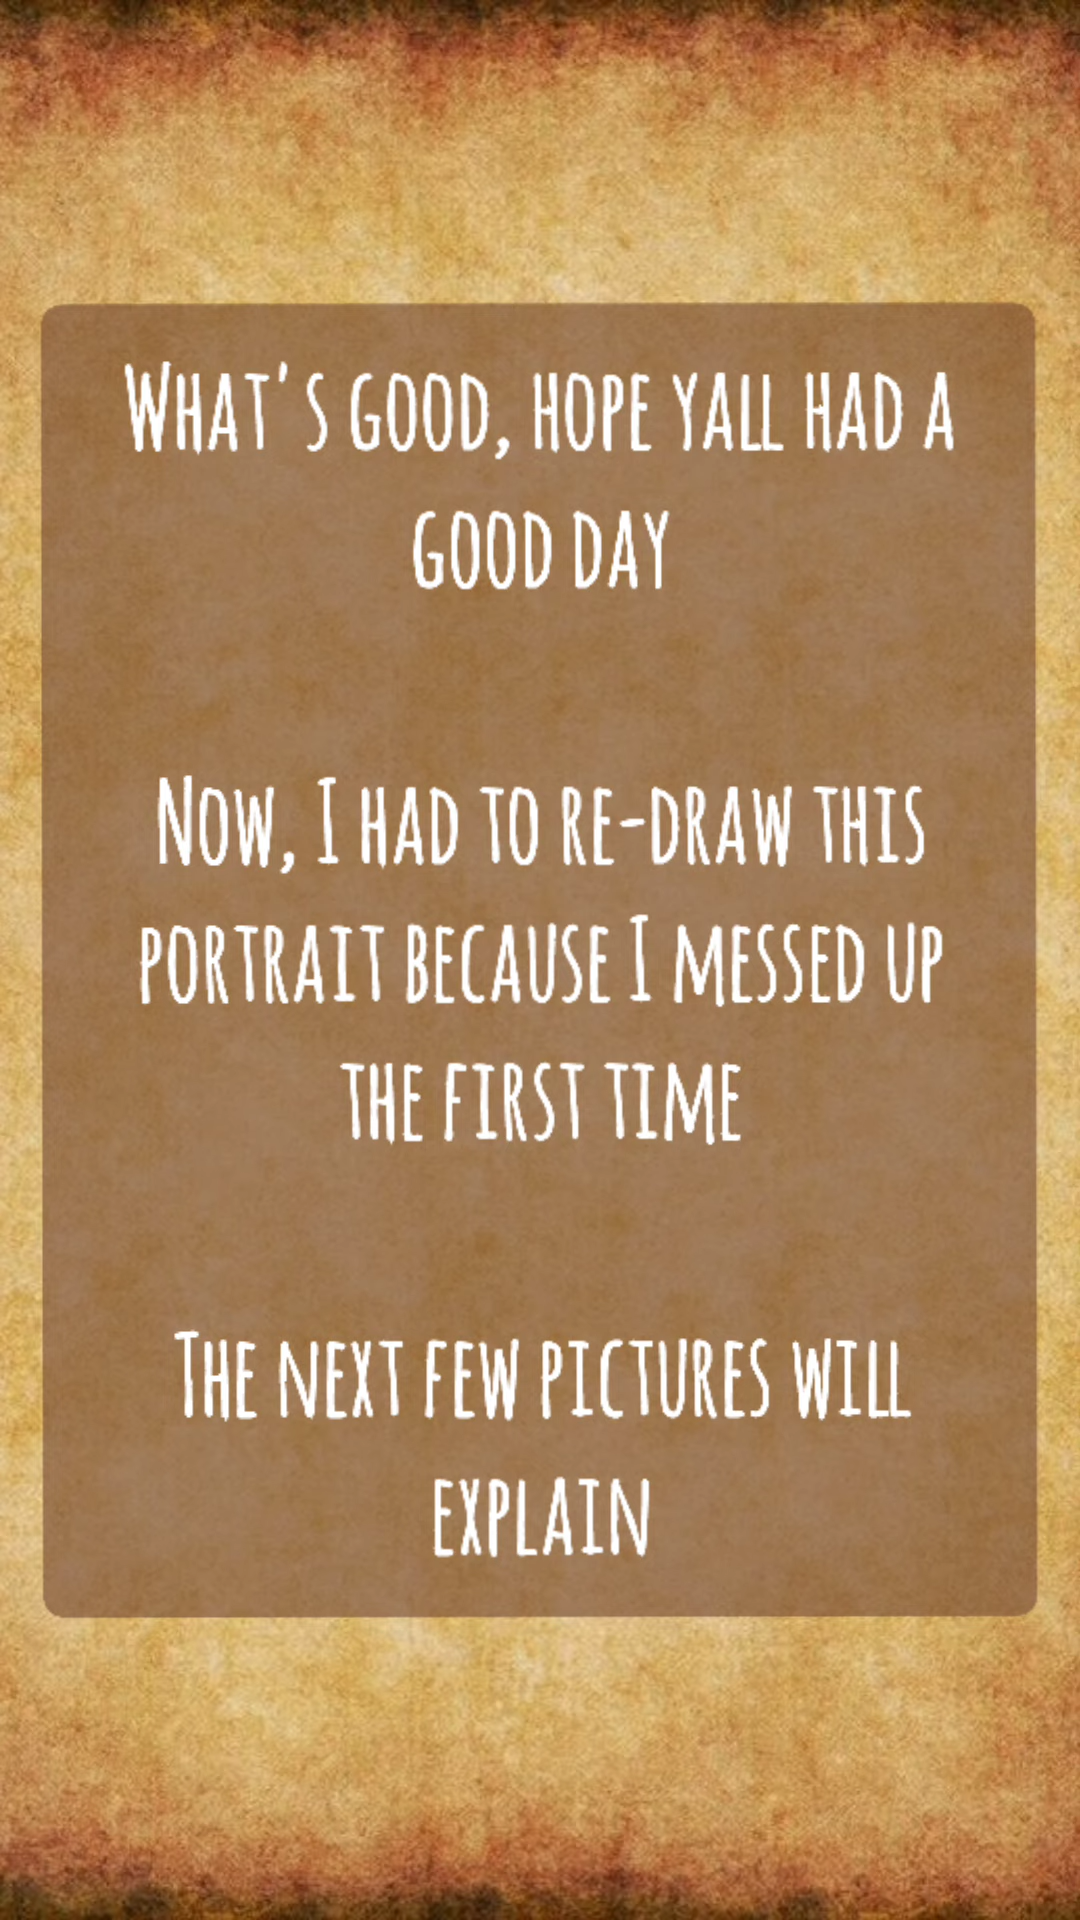 What's good, hope yall had a
good day
Now, I had to re-draw this
portrait because I messed up
the first time
The next few pictures will
explain